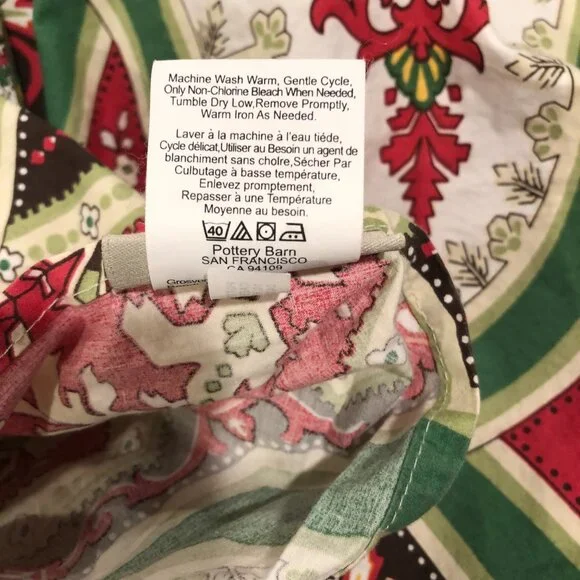 Machine Wash Warm, Gentle Cycle,
Only Non-Chlorine Bleach When Needed,
Tumble Dry Low,Remove Promptly,
Warm Iron As Needed.
Laver à la machine à l'eau tiéde,
Cycle délicat,Utiliser au Besoin un agent de
blanchiment sans cholre,Sécher Par
Culbutage à basse température,
Enlevez promptement,
Repasser à une Température
Moyenne au besoin.
40
Pottery Barn
SAN FRANCISCO
CA 94109